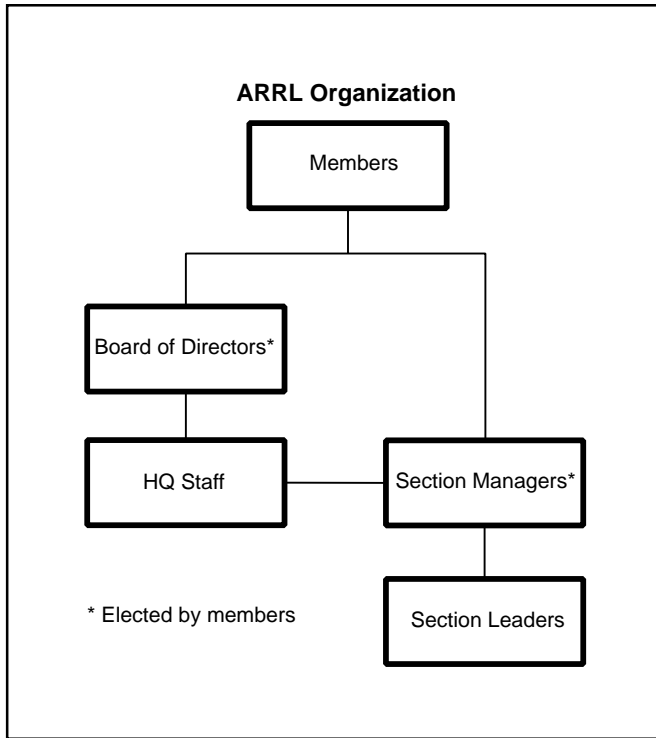 ARRL Organization
Members
Board of Directors*
HQ Staff
Section Managers*
* Elected by members
Section Leaders